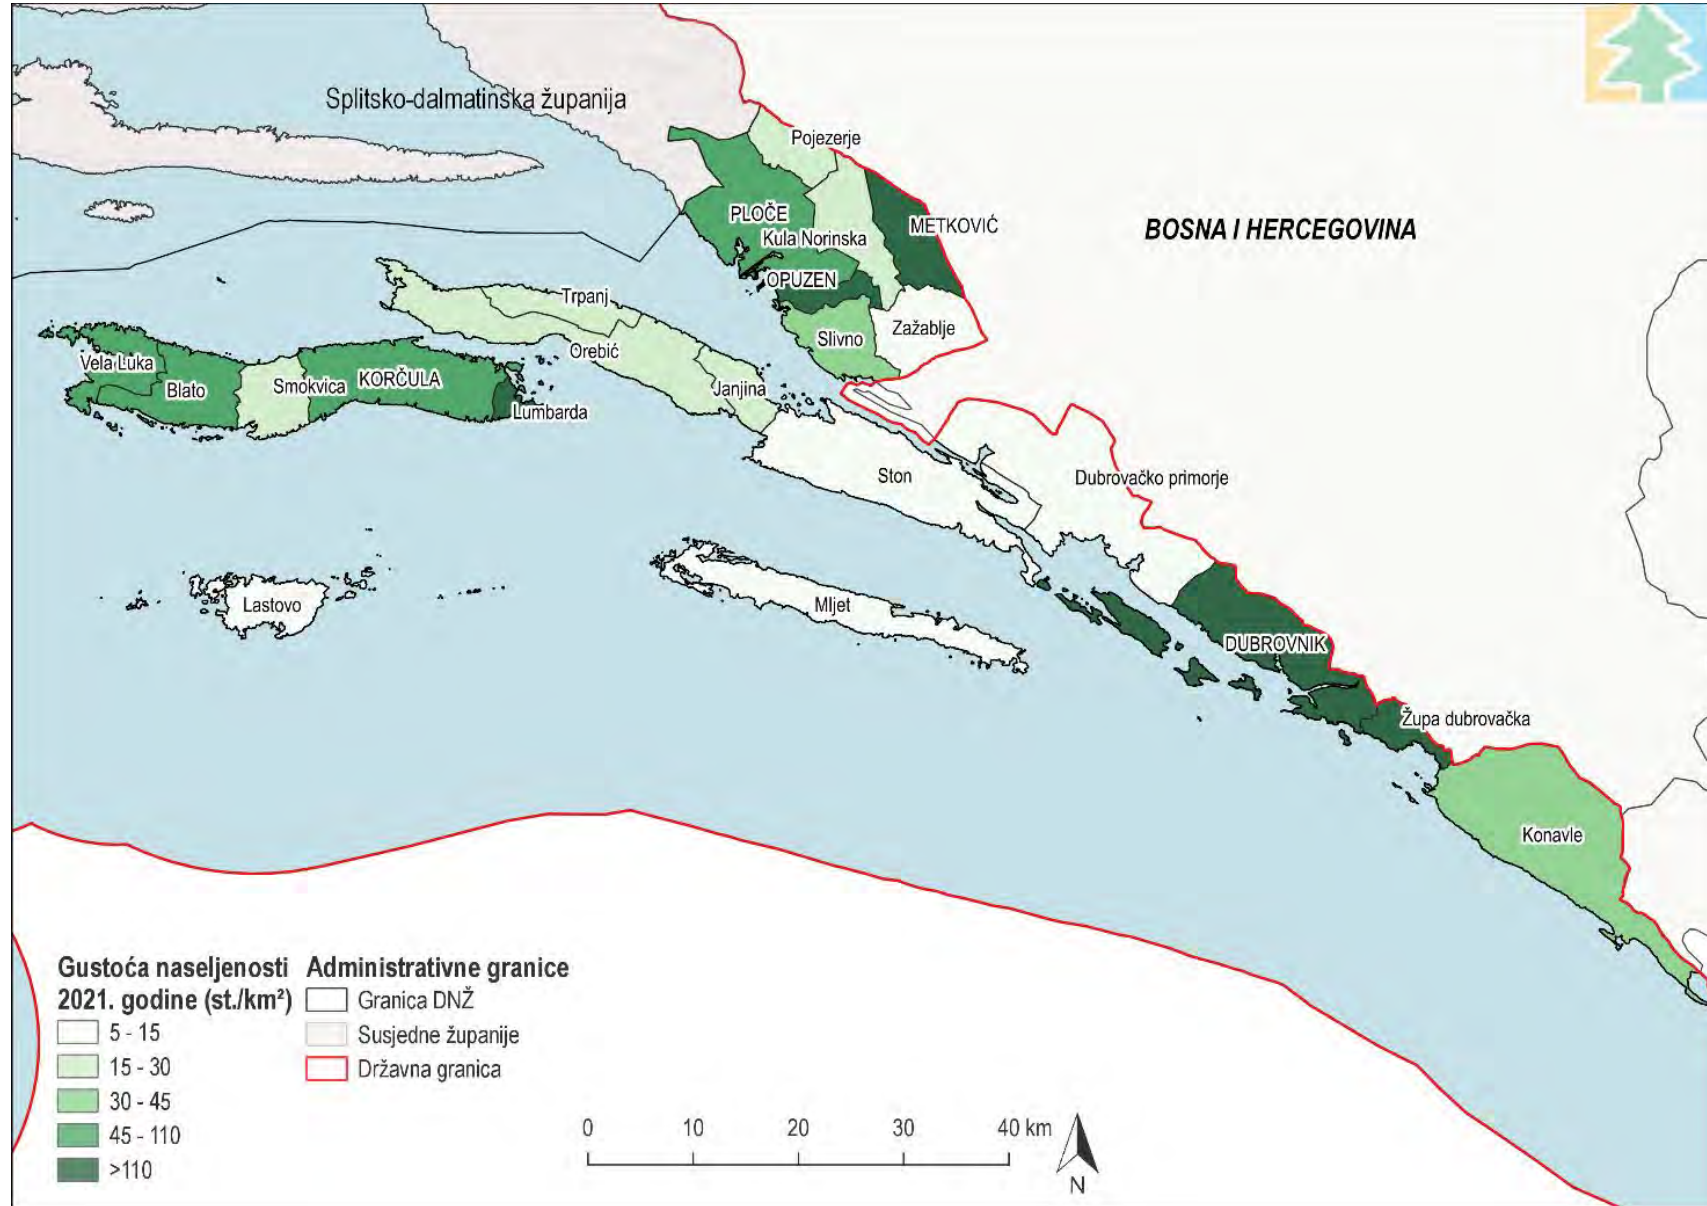 Splitsko-dalmatinska županija
Pojezerje
PLOČE
METKOVIĆ
BOSNA I HERCEGOVINA
Kula Norinska
OPUZEN
Trpanj
Zažablje
Slivno
Orebić
Vela Luka
Blato
Smokvica
KORČULA
Janjina
Lumbarda
Ston
Dubrovačko primorje
Lastovo
Mljet
DUBROVNIK
Župa dubrovačka
Konavle
Gustoća naseljenosti
2021. godine (st./km²)
5 - 15
15 - 30
30 - 45
45 - 110
>110
Administrativne granice
Granica DNŽ
Susjedne županije
Državna granica
0 10 20 30 40 km
N